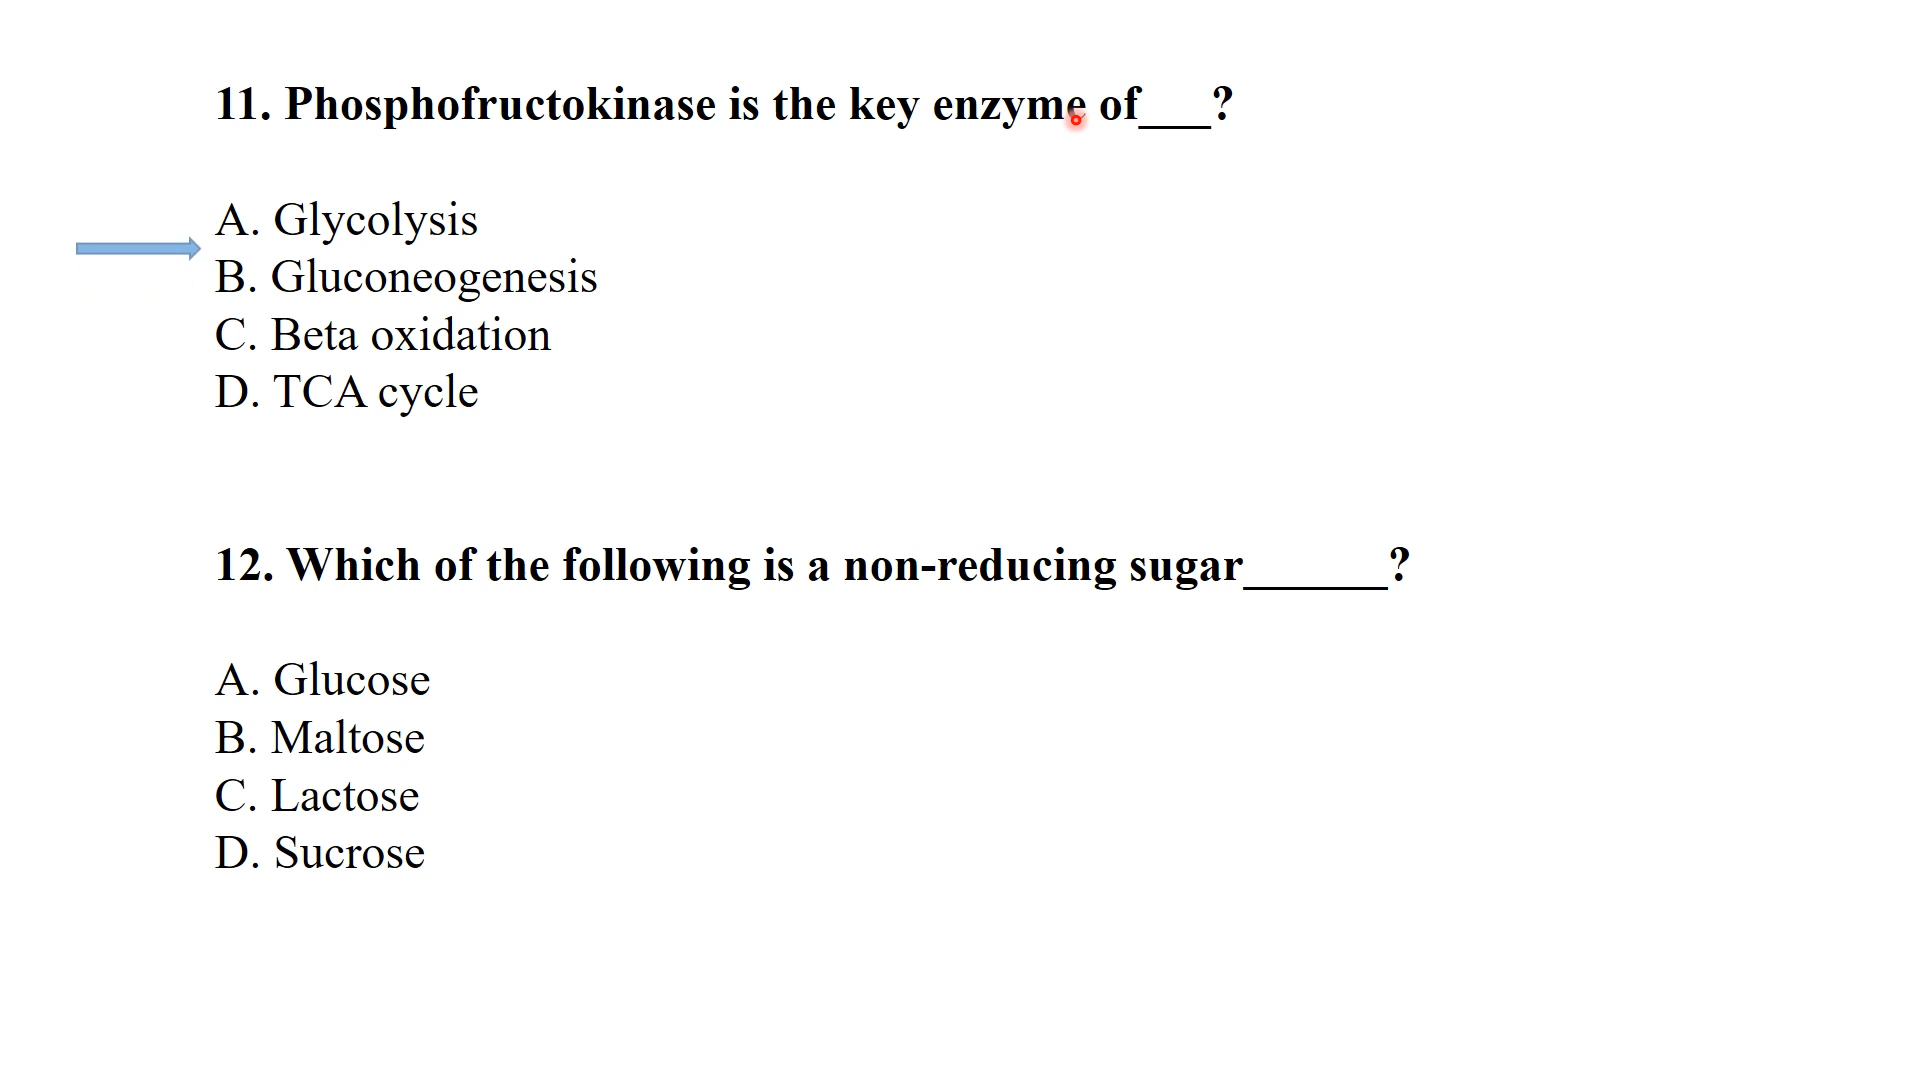 11. Phosphofructokinase is the key enzyme of___?
A. Glycolysis
B. Gluconeogenesis
C. Beta oxidation
D. TCA cycle
12. Which of the following is a non-reducing sugar______?
A. Glucose
B. Maltose
C. Lactose
D. Sucrose